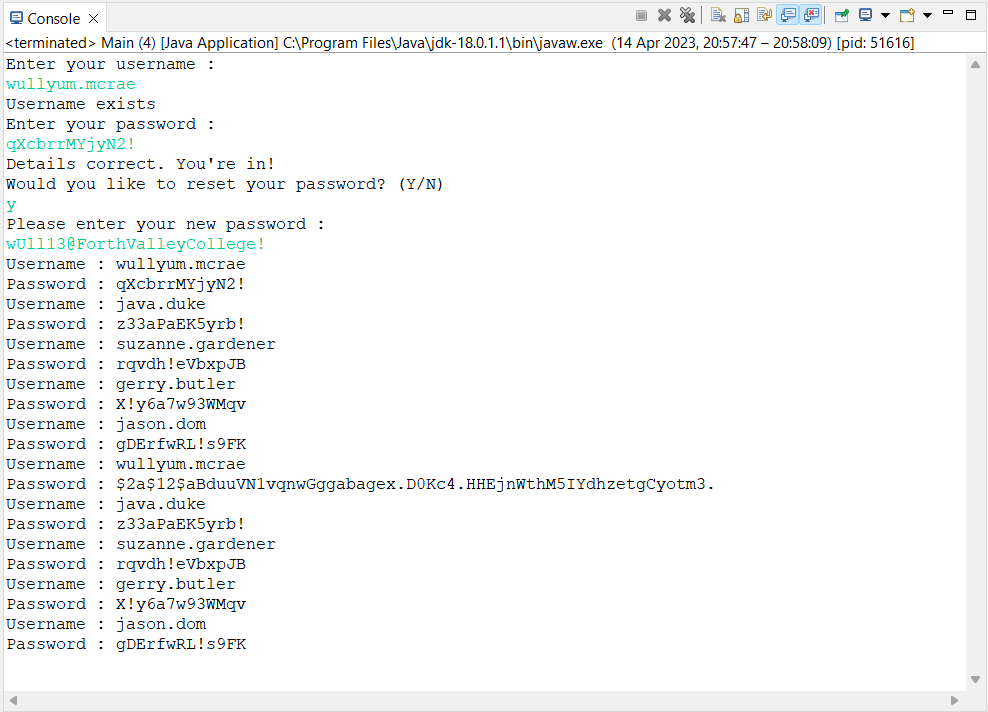 Console
<terminated> Main (4) [Java Application] C:\Program Files\Java\jdk-18.0.1.1\bin\javaw.exe (14 Apr 2023, 20:57:47 – 20:58:09) [pid: 51616]
Enter your username :
wullyum.mcrae
Username exists
Enter your password :
qXcbrrMYjyN2!
Details correct. You're in!
Would you like to reset your password? (Y/N)
y
Please enter your new password :
wUll13@ForthValleyCollege!
Username : wullyum.mcrae
Password : qXcbrrMYjyN2!
Username : java.duke
Password : z33aPaEK5yrb!
Username : suzanne.gardener
Password : rqvdh!eVbxpJB
Username : gerry.butler
Password : X!y6a7w93WMqv
Username : jason.dom
Password : gDErfwRL!s9FK
Username : wullyum.mcrae
Password : $2a$12$aBduuVN1vqnwGggabagex.D0Kc4.HHEjnWthM5IYdhzetgCyotm3.
Username : java.duke
Password : z33aPaEK5yrb!
Username : suzanne.gardener
Password : rqvdh!eVbxpJB
Username : gerry.butler
Password : X!y6a7w93WMqv
Username : jason.dom
Password : gDErfwRL!s9FK